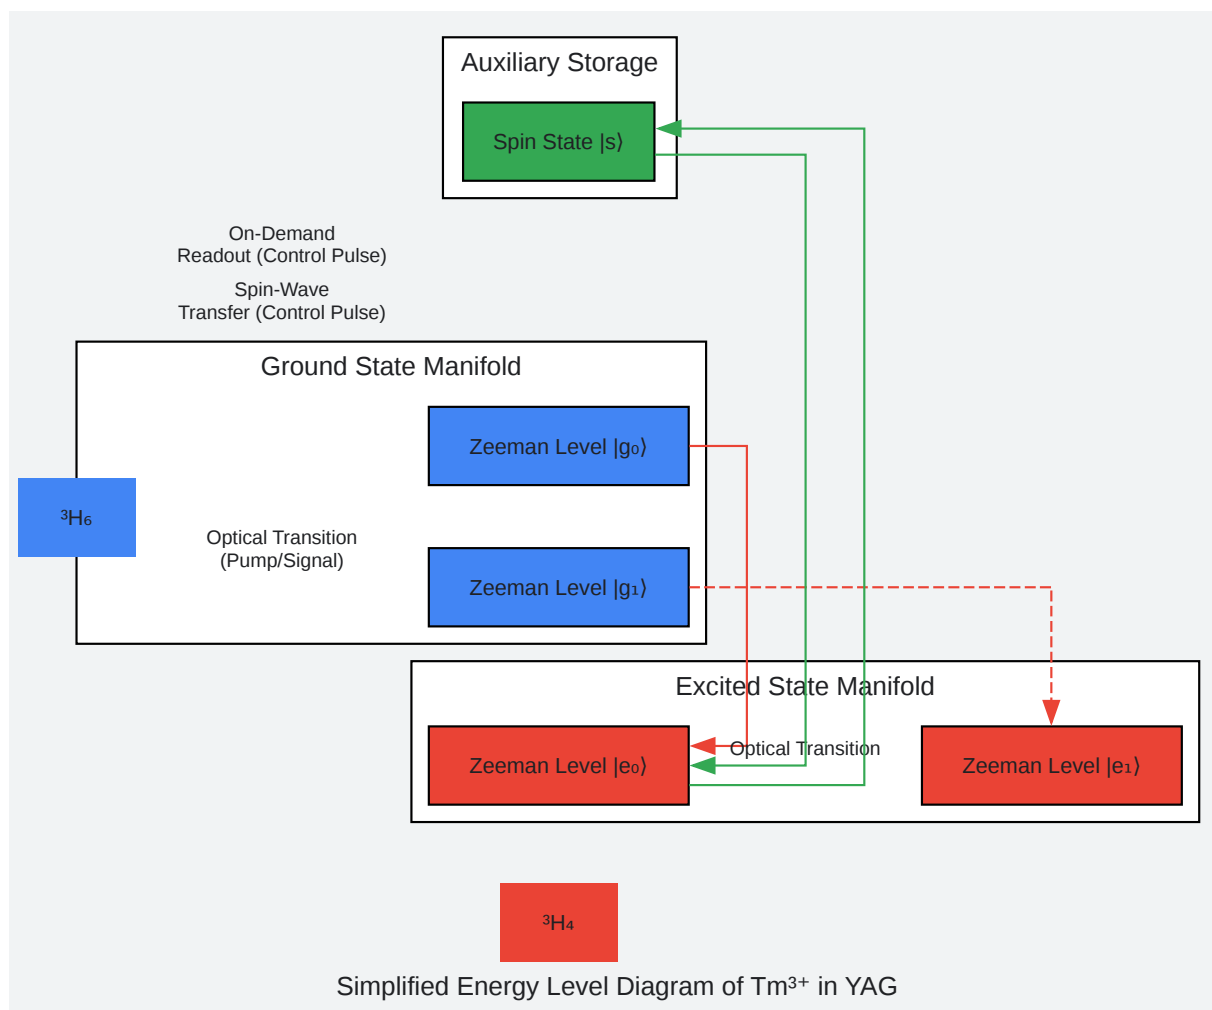 Auxiliary Storage
Spin State |s⟩
On-Demand
Readout (Control Pulse)
Spin-Wave
Transfer (Control Pulse)
Ground State Manifold
Zeeman Level |g₀⟩
³H₆
Optical Transition
(Pump/Signal)
Zeeman Level |g₁⟩
Excited State Manifold
Zeeman Level |e₀⟩
Optical Transition
Zeeman Level |e₁⟩
³H₄
Simplified Energy Level Diagram of Tm³⁺ in YAG